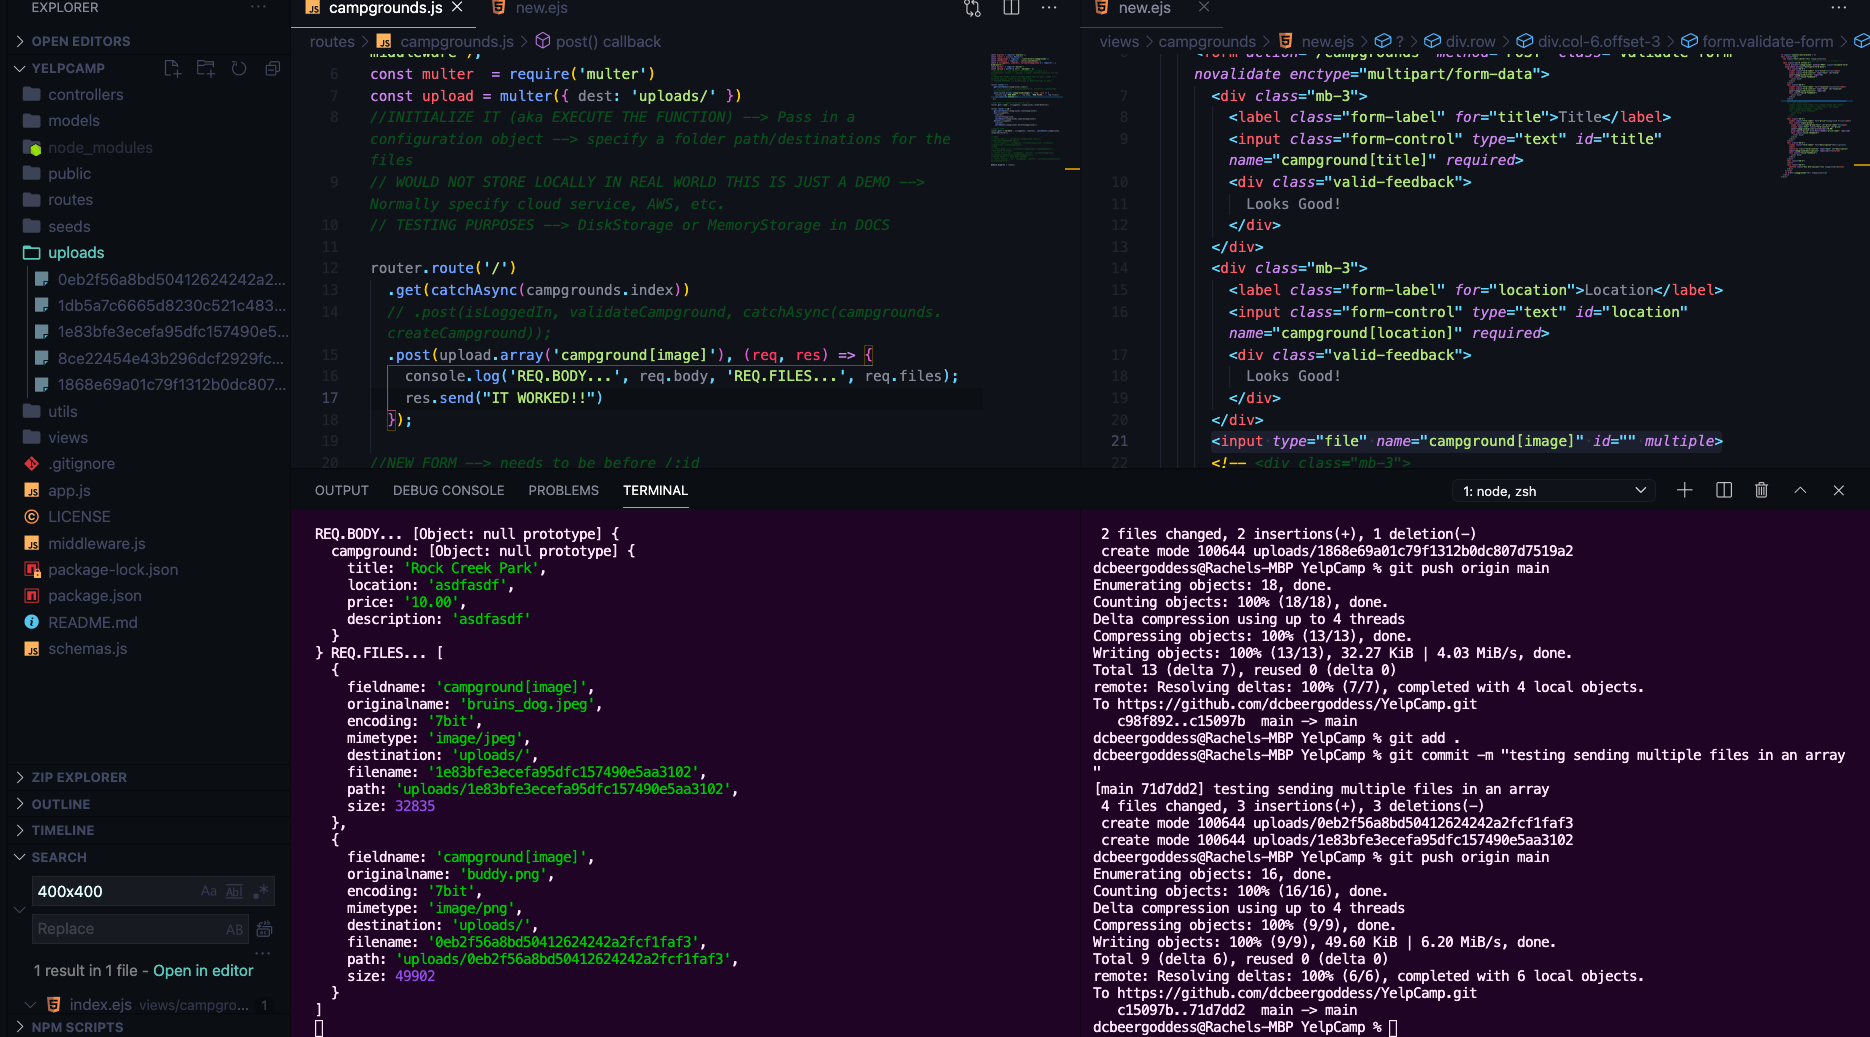 EXPLORER
OPEN EDITORS
YELPCAMP
controllers
models
node_modules
public
routes
seeds
uploads
0eb2f56a8bd50412624242a2...
1db5a7c6665d8230c521c483...
1e83bfe3ecefa95dfc157490e5...
8ce22454e43b296dcf2929fc...
1868e69a01c79f1312b0dc807...
utils
views
.gitignore
app.js
LICENSE
middleware.js
package-lock.json
package.json
README.md
schemas.js
ZIP EXPLORER
OUTLINE
TIMELINE
SEARCH
400x400
Replace
1 result in 1 file - Open in editor
index.ejs views/campgro... 1
NPM SCRIPTS
campgrounds.js
new.ejs
routes > campgrounds.js > post() callback
6 const multer  = require('multer')
7 const upload = multer({ dest: 'uploads/' })
8 //INITIALIZE IT (aka EXECUTE THE FUNCTION) --> Pass in a
configuration object --> specify a folder path/destinations for the
files
9 // WOULD NOT STORE LOCALLY IN REAL WORLD THIS IS JUST A DEMO -->
Normally specify cloud service, AWS, etc.
10 // TESTING PURPOSES --> DiskStorage or MemoryStorage in DOCS
11
12 router.route('/')
13 .get(catchAsync(campgrounds.index))
14 // .post(isLoggedIn, validateCampground, catchAsync(campgrounds.
createCampground));
15 .post(upload.array('campground[image]'), (req, res) => {
16 console.log('REQ.BODY...', req.body, 'REQ.FILES...', req.files);
17 res.send("IT WORKED!!")
18 });
19
20 //NEW FORM --> needs to be before /:id
new.ejs
views > campgrounds > new.ejs > ? > div.row > div.col-6.offset-3 > form.validate-form >
novalidate enctype="multipart/form-data">
7 <div class="mb-3">
8 <label class="form-label" for="title">Title</label>
9 <input class="form-control" type="text" id="title"
name="campground[title]" required>
10 <div class="valid-feedback">
11 Looks Good!
12 </div>
13 </div>
14 <div class="mb-3">
15 <label class="form-label" for="location">Location</label>
16 <input class="form-control" type="text" id="location"
name="campground[location]" required>
17 <div class="valid-feedback">
18 Looks Good!
19 </div>
20 </div>
21 <input type="file" name="campground[image]" id="" multiple>
22 <!-- <div class="mb-3">
OUTPUT DEBUG CONSOLE PROBLEMS TERMINAL
1: node, zsh
REQ.BODY... [Object: null prototype] {
campground: [Object: null prototype] {
title: 'Rock Creek Park',
location: 'asdfasdf',
price: '10.00',
description: 'asdfasdf'
}
} REQ.FILES... [
{
fieldname: 'campground[image]',
originalname: 'bruins_dog.jpeg',
encoding: '7bit',
mimetype: 'image/jpeg',
destination: 'uploads/',
filename: '1e83bfe3ecefa95dfc157490e5aa3102',
path: 'uploads/1e83bfe3ecefa95dfc157490e5aa3102',
size: 32835
},
{
fieldname: 'campground[image]',
originalname: 'buddy.png',
encoding: '7bit',
mimetype: 'image/png',
destination: 'uploads/',
filename: '0eb2f56a8bd50412624242a2fcf1faf3',
path: 'uploads/0eb2f56a8bd50412624242a2fcf1faf3',
size: 49902
}
]
2 files changed, 2 insertions(+), 1 deletion(-)
create mode 100644 uploads/1868e69a01c79f1312b0dc807d7519a2
dcbeergoddess@Rachels-MBP YelpCamp % git push origin main
Enumerating objects: 18, done.
Counting objects: 100% (18/18), done.
Delta compression using up to 4 threads
Compressing objects: 100% (13/13), done.
Writing objects: 100% (13/13), 32.27 KiB | 4.03 MiB/s, done.
Total 13 (delta 7), reused 0 (delta 0)
remote: Resolving deltas: 100% (7/7), completed with 4 local objects.
To https://github.com/dcbeergoddess/YelpCamp.git
c98f892..c15097b  main -> main
dcbeergoddess@Rachels-MBP YelpCamp % git add .
dcbeergoddess@Rachels-MBP YelpCamp % git commit -m "testing sending multiple files in an array
"
[main 71d7dd2] testing sending multiple files in an array
4 files changed, 3 insertions(+), 3 deletions(-)
create mode 100644 uploads/0eb2f56a8bd50412624242a2fcf1faf3
create mode 100644 uploads/1e83bfe3ecefa95dfc157490e5aa3102
dcbeergoddess@Rachels-MBP YelpCamp % git push origin main
Enumerating objects: 16, done.
Counting objects: 100% (16/16), done.
Delta compression using up to 4 threads
Compressing objects: 100% (9/9), done.
Writing objects: 100% (9/9), 49.60 KiB | 6.20 MiB/s, done.
Total 9 (delta 6), reused 0 (delta 0)
remote: Resolving deltas: 100% (6/6), completed with 6 local objects.
To https://github.com/dcbeergoddess/YelpCamp.git
c15097b..71d7dd2  main -> main
dcbeergoddess@Rachels-MBP YelpCamp %